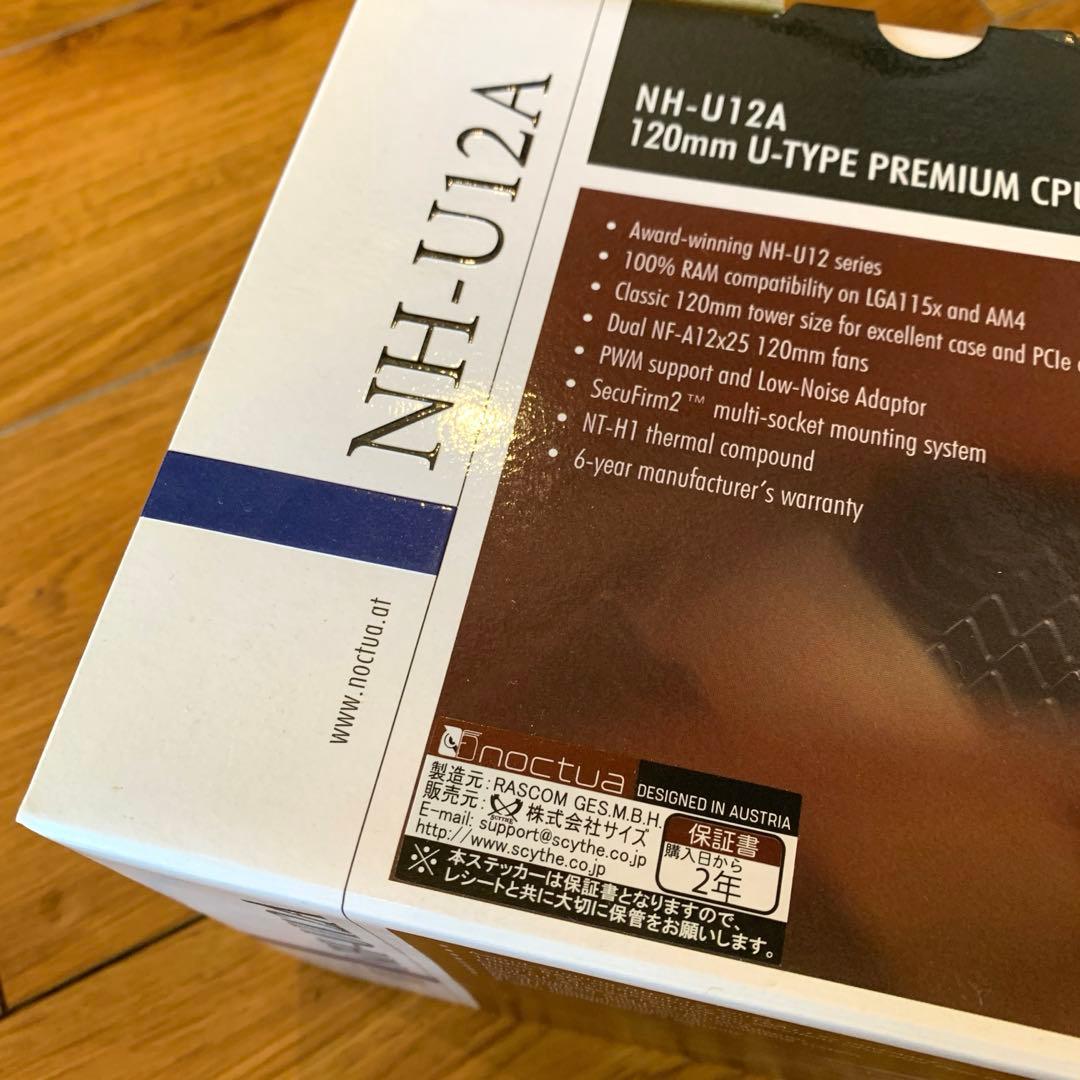 NH-U12A
www.noctua.at
NH-U12A
120mm U-TYPE PREMIUM CPU
• Award-winning NH-U12 series
• 100% RAM compatibility on LGA115x and AM4
• Classic 120mm tower size for excellent case and PCIe
• Dual NF-A12x25 120mm fans
• PWM support and Low-Noise Adaptor
• SecuFirm2™ multi-socket mounting system
• NT-H1 thermal compound
• 6-year manufacturer's warranty
noctua
DESIGNED IN AUSTRIA
製造元: RASCOM GES.M.B.H.
販売元: SCYTHE 株式会社サイズ
E-mail: support@scythe.co.jp
http://www.scythe.co.jp
保証書
購入日から
2年
※ 本ステッカーは保証書となりますので、
レシートと共に大切に保管をお願いします。